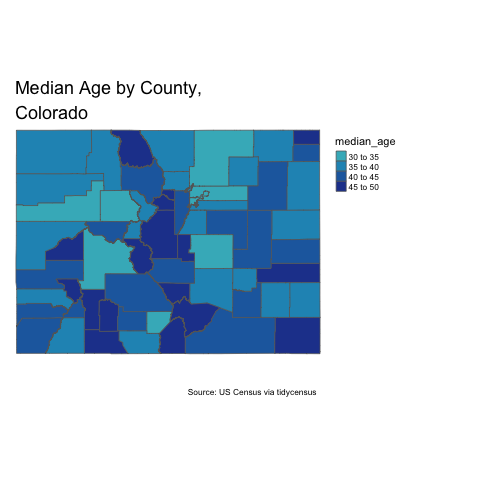 Median Age by County,
Colorado
median_age
30 to 35
35 to 40
40 to 45
45 to 50
Source: US Census via tidycensus